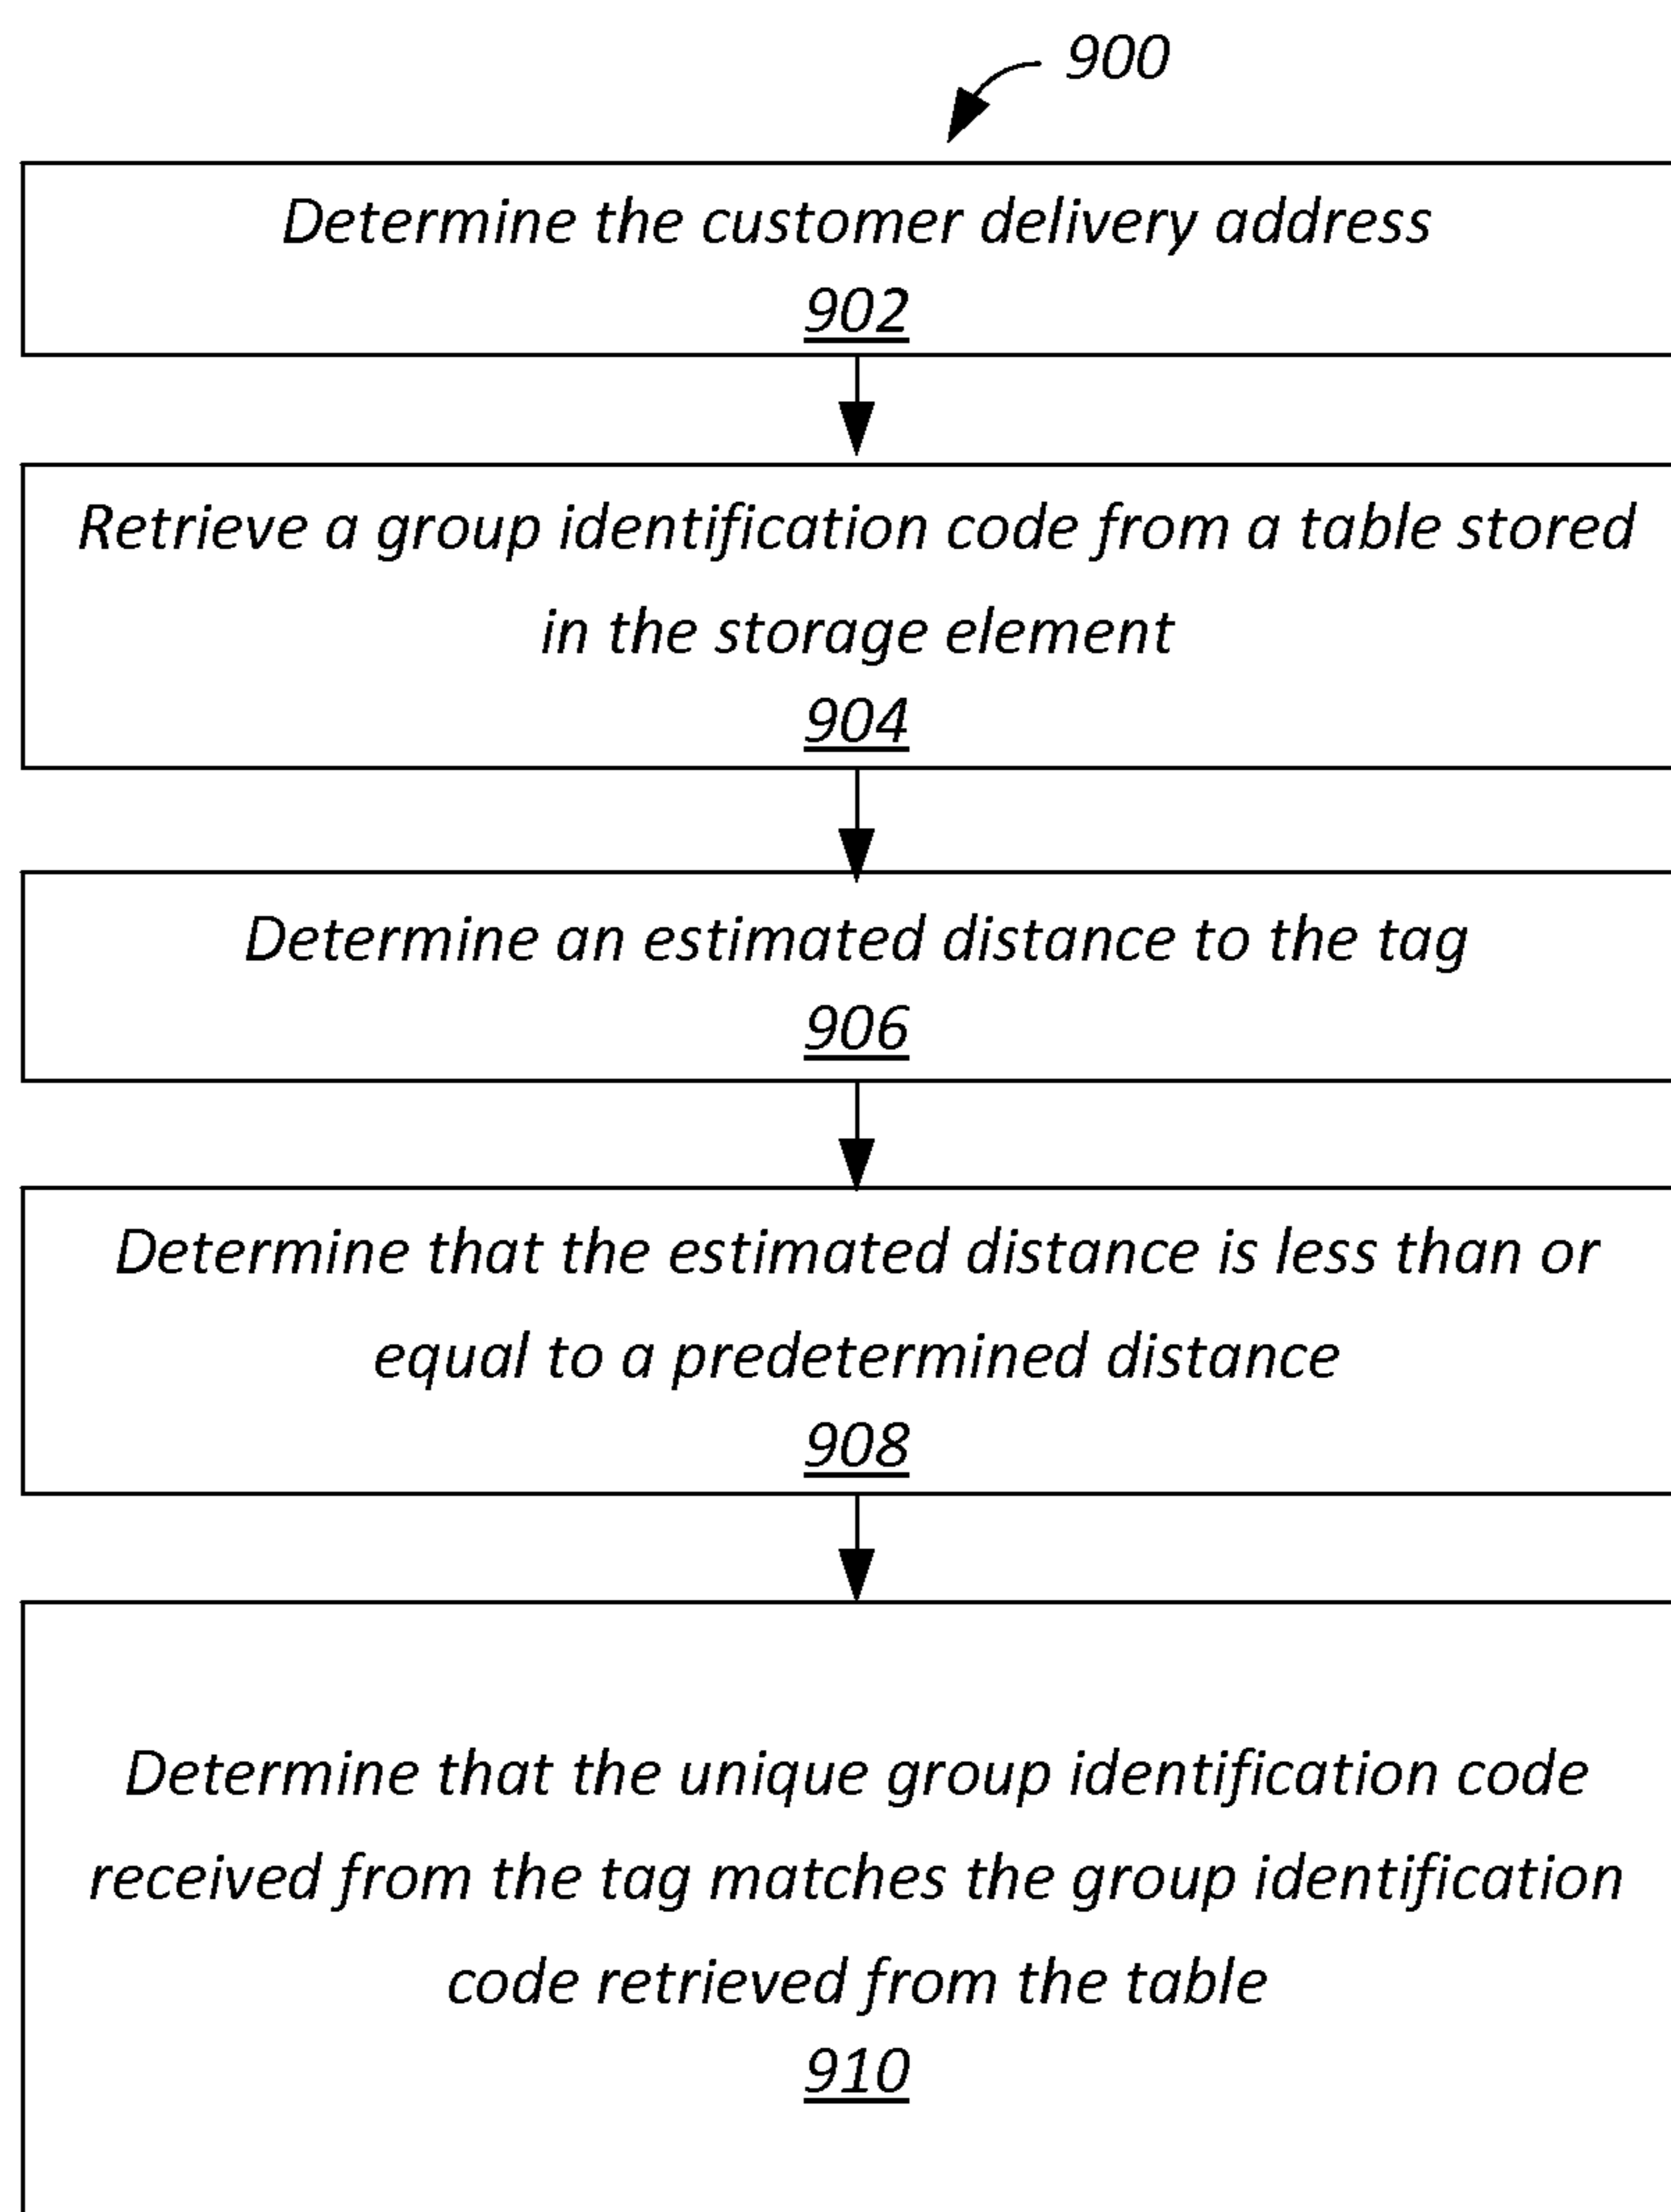 900
Determine the customer delivery address
902
Retrieve a group identification code from a table stored
in the storage element
904
Determine an estimated distance to the tag
906
Determine that the estimated distance is less than or
equal to a predetermined distance
908
Determine that the unique group identification code
received from the tag matches the group identification
code retrieved from the table
910